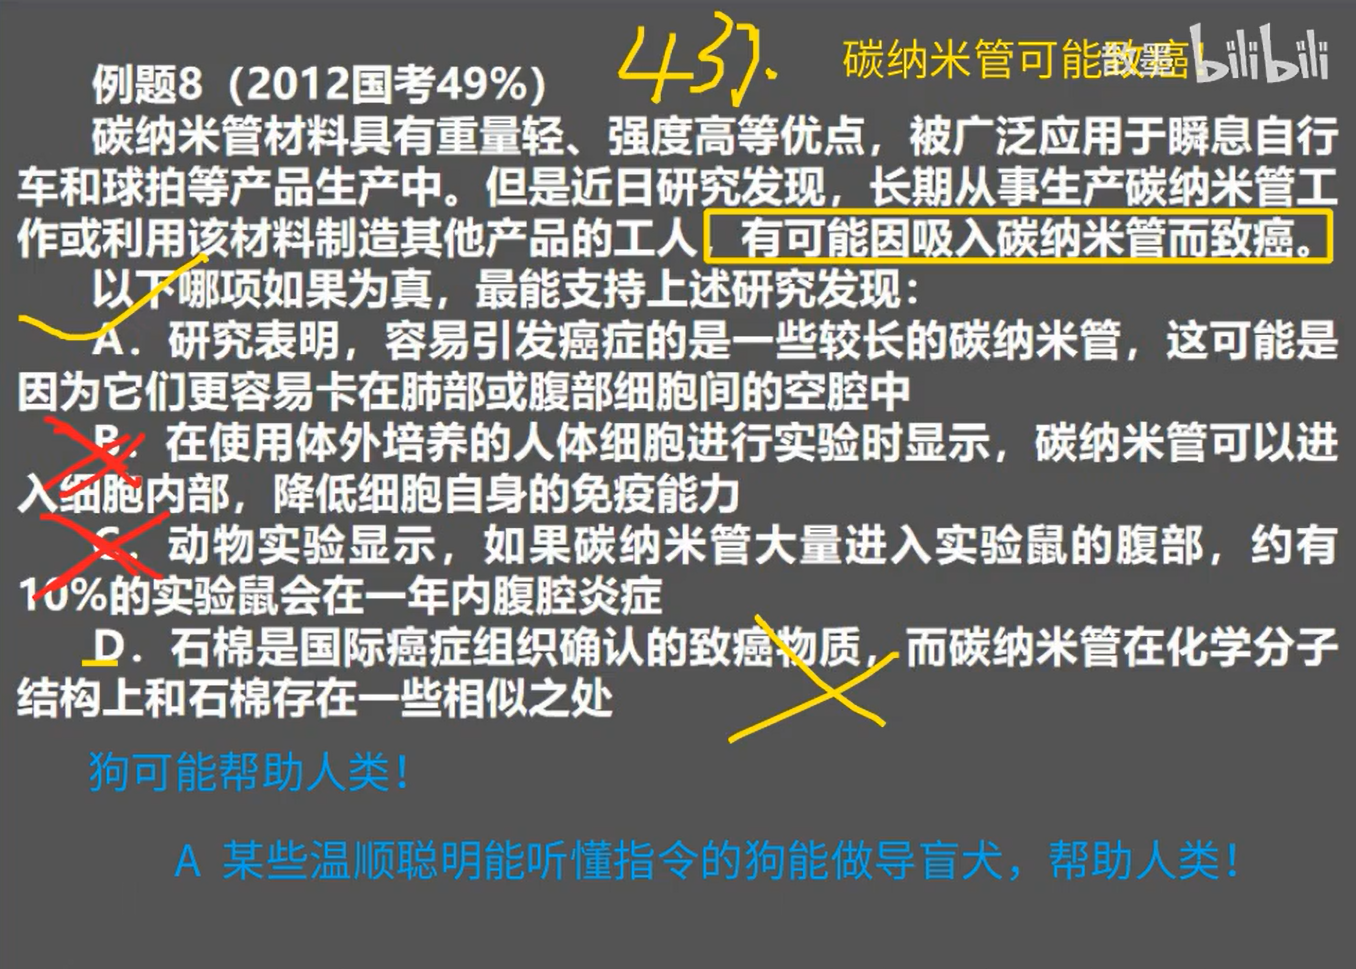 437.
碳纳米管可能致癌！
bilibili
例题8（2012国考49%）
碳纳米管材料具有重量轻、强度高等优点，被广泛应用于瞬息自行
车和球拍等产品生产中。但是近日研究发现，长期从事生产碳纳米管工
作或利用该材料制造其他产品的工人，有可能因吸入碳纳米管而致癌。
以下哪项如果为真，最能支持上述研究发现：
A．研究表明，容易引发癌症的是一些较长的碳纳米管，这可能是
因为它们更容易卡在肺部或腹部细胞间的空腔中
B．在使用体外培养的人体细胞进行实验时显示，碳纳米管可以进
入细胞内部，降低细胞自身的免疫能力
C．动物实验显示，如果碳纳米管大量进入实验鼠的腹部，约有
10%的实验鼠会在一年内腹腔炎症
D．石棉是国际癌症组织确认的致癌物质，而碳纳米管在化学分子
结构上和石棉存在一些相似之处
狗可能帮助人类！
A 某些温顺聪明能听懂指令的狗能做导盲犬，帮助人类！